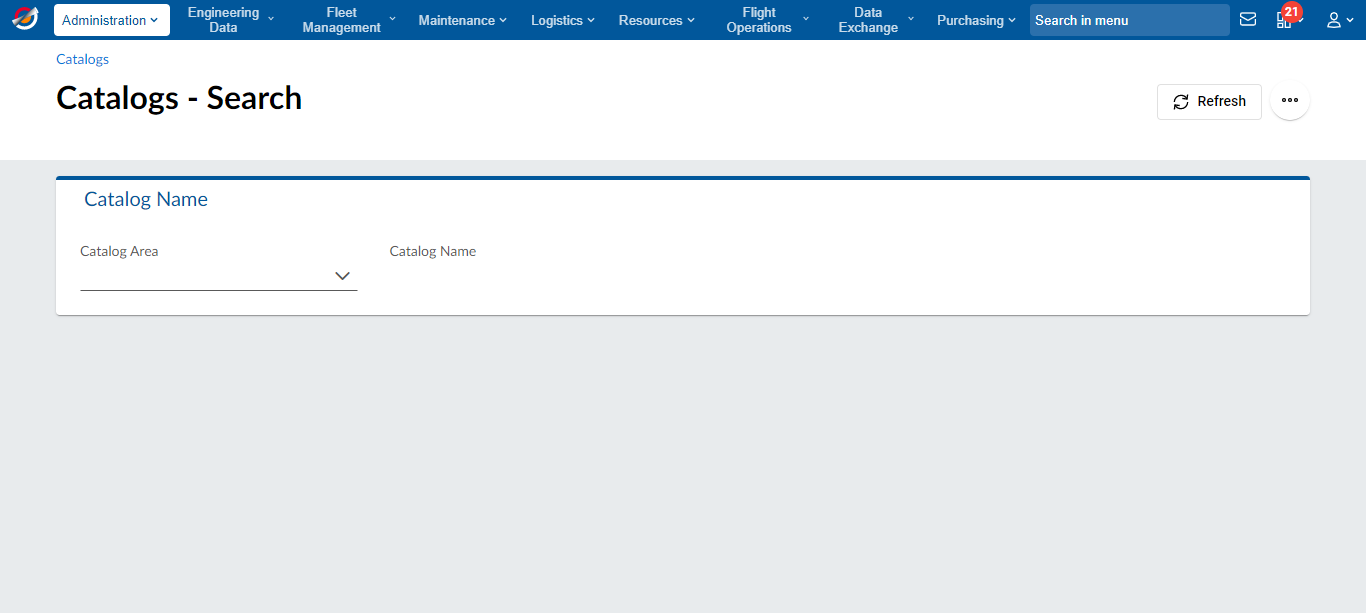 Administration
Engineering
Data
Fleet
Management
Maintenance
Logistics
Resources
Flight
Operations
Data
Exchange
Purchasing
Search in menu
21
Catalogs
Catalogs - Search
Refresh
Catalog Name
Catalog Area
Catalog Name